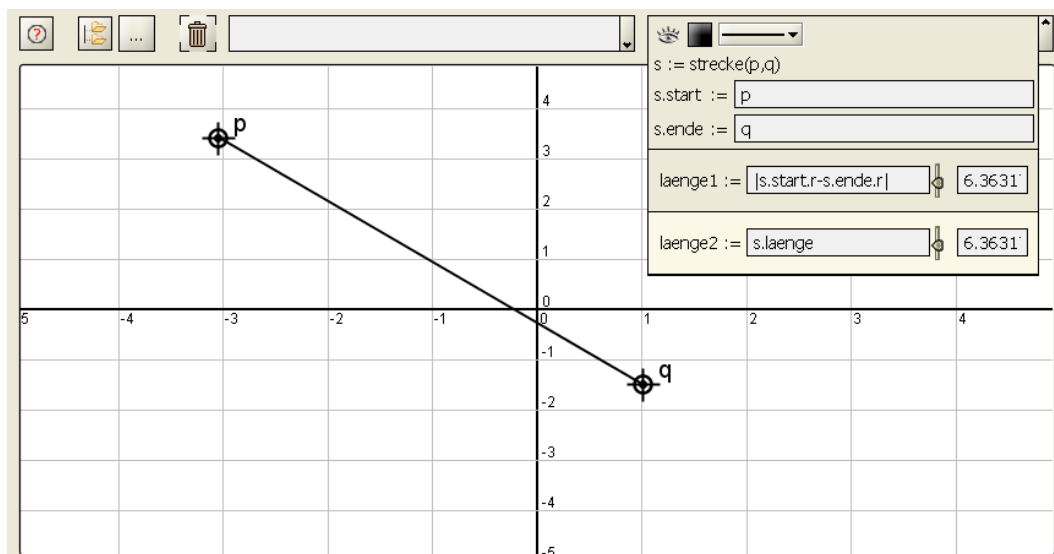 ...
s := strecke(p,q)
s.start := p
s.ende := q
laenge1 := |s.start.r-s.ende.r| 6.3631
laenge2 := s.laenge 6.3631
p
q
4
3
2
1
0
5 -4 -3 -2 -1 0 1 2 3 4
-1
-2
-3
-4
-5